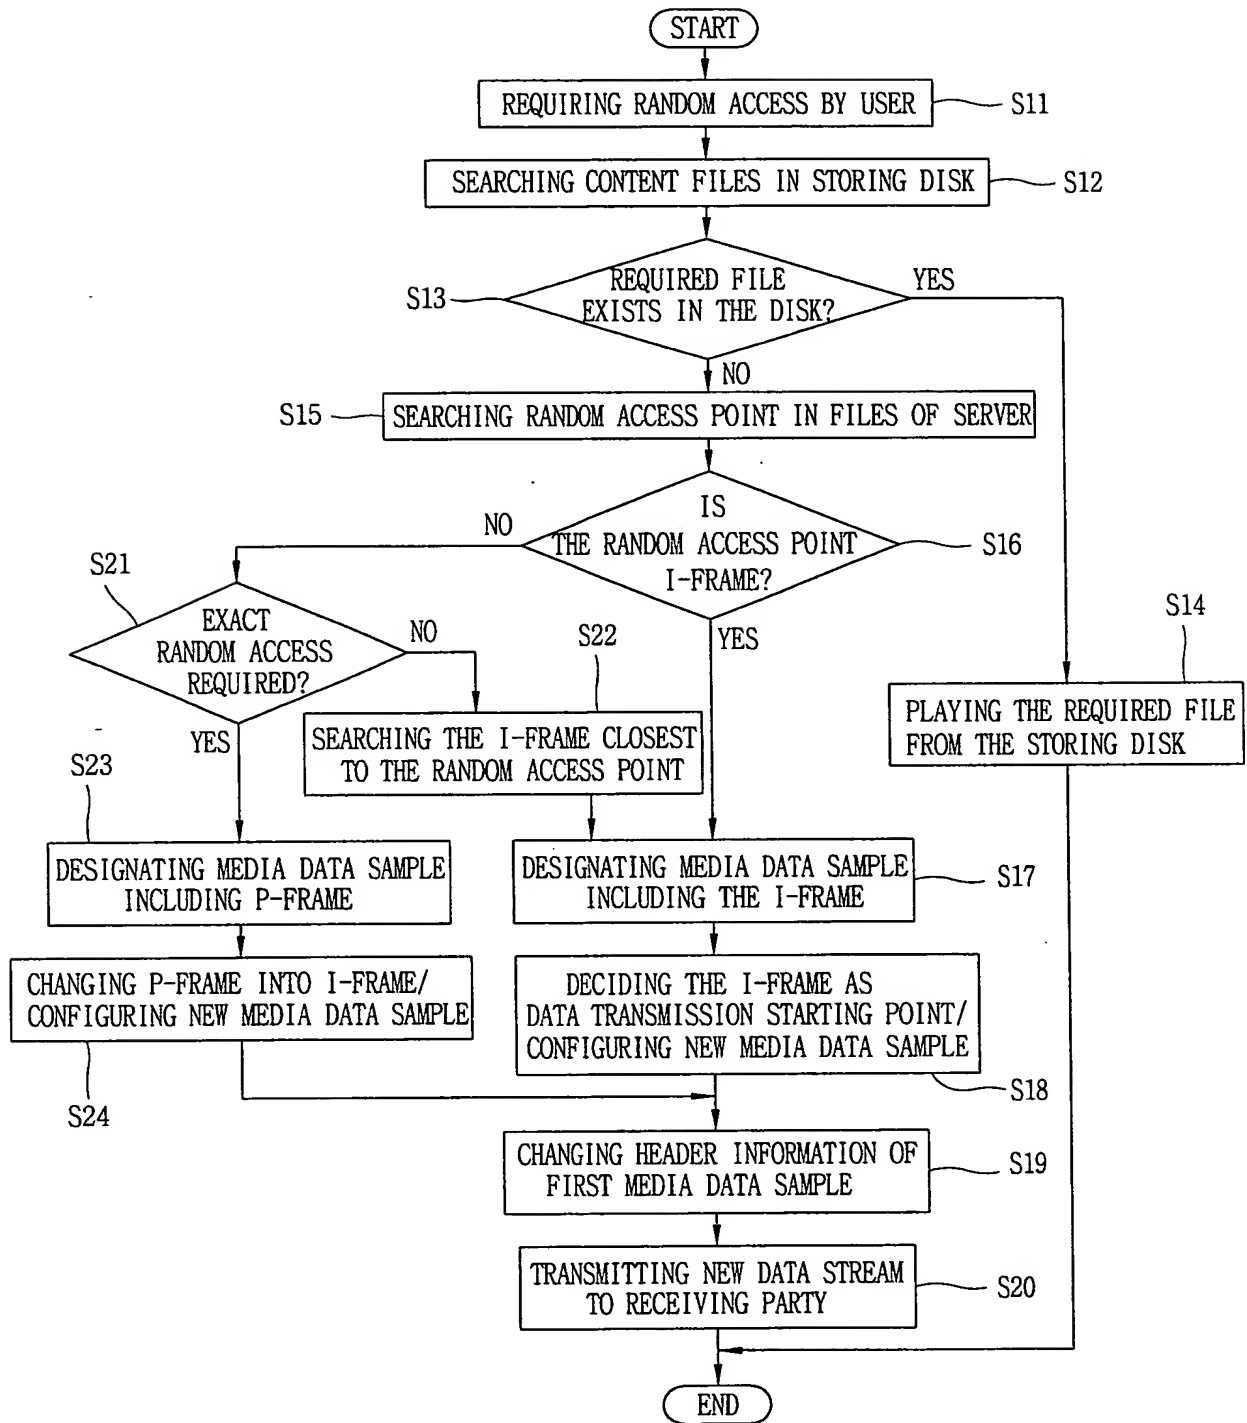 START
REQUIRING RANDOM ACCESS BY USER
S11
SEARCHING CONTENT FILES IN STORING DISK
S12
S13
REQUIRED FILE
EXISTS IN THE DISK?
YES
NO
S15
SEARCHING RANDOM ACCESS POINT IN FILES OF SERVER
IS
THE RANDOM ACCESS POINT
I-FRAME?
NO
S16
YES
S21
EXACT
RANDOM ACCESS
REQUIRED?
NO
YES
S22
SEARCHING THE I-FRAME CLOSEST
TO THE RANDOM ACCESS POINT
S14
PLAYING THE REQUIRED FILE
FROM THE STORING DISK
S23
DESIGNATING MEDIA DATA SAMPLE
INCLUDING P-FRAME
DESIGNATING MEDIA DATA SAMPLE
INCLUDING THE I-FRAME
S17
CHANGING P-FRAME INTO I-FRAME/
CONFIGURING NEW MEDIA DATA SAMPLE
S24
DECIDING THE I-FRAME AS
DATA TRANSMISSION STARTING POINT/
CONFIGURING NEW MEDIA DATA SAMPLE
S18
CHANGING HEADER INFORMATION OF
FIRST MEDIA DATA SAMPLE
S19
TRANSMITTING NEW DATA STREAM
TO RECEIVING PARTY
S20
END